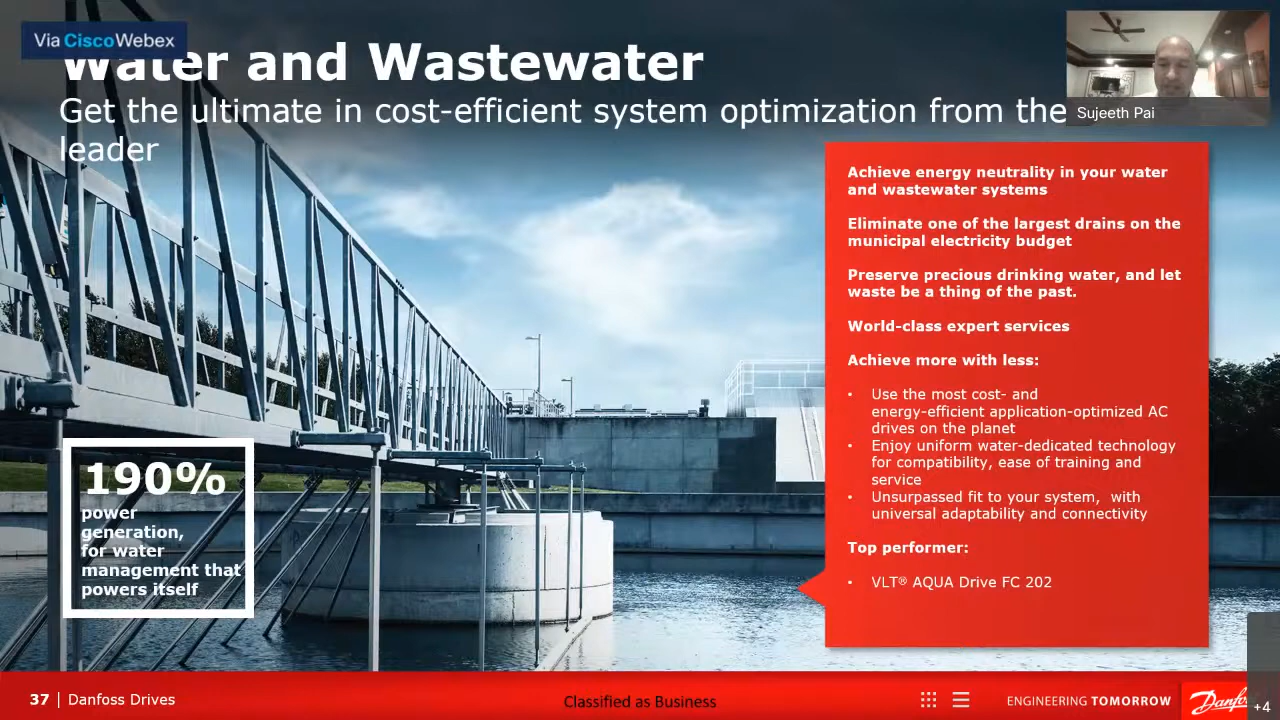 Via Cisco Webex
Water and Wastewater
Get the ultimate in cost-efficient system optimization from the
leader
Sujeeth Pai
Achieve energy neutrality in your water
and wastewater systems
Eliminate one of the largest drains on the
municipal electricity budget
Preserve precious drinking water, and let
waste be a thing of the past.
World-class expert services
Achieve more with less:
• Use the most cost- and
energy-efficient application-optimized AC
drives on the planet
• Enjoy uniform water-dedicated technology
for compatibility, ease of training and
service
• Unsurpassed fit to your system,  with
universal adaptability and connectivity
Top performer:
• VLT® AQUA Drive FC 202
190%
power
generation,
for water
management that
powers itself
37 | Danfoss Drives
Classified as Business
ENGINEERING TOMORROW
+4